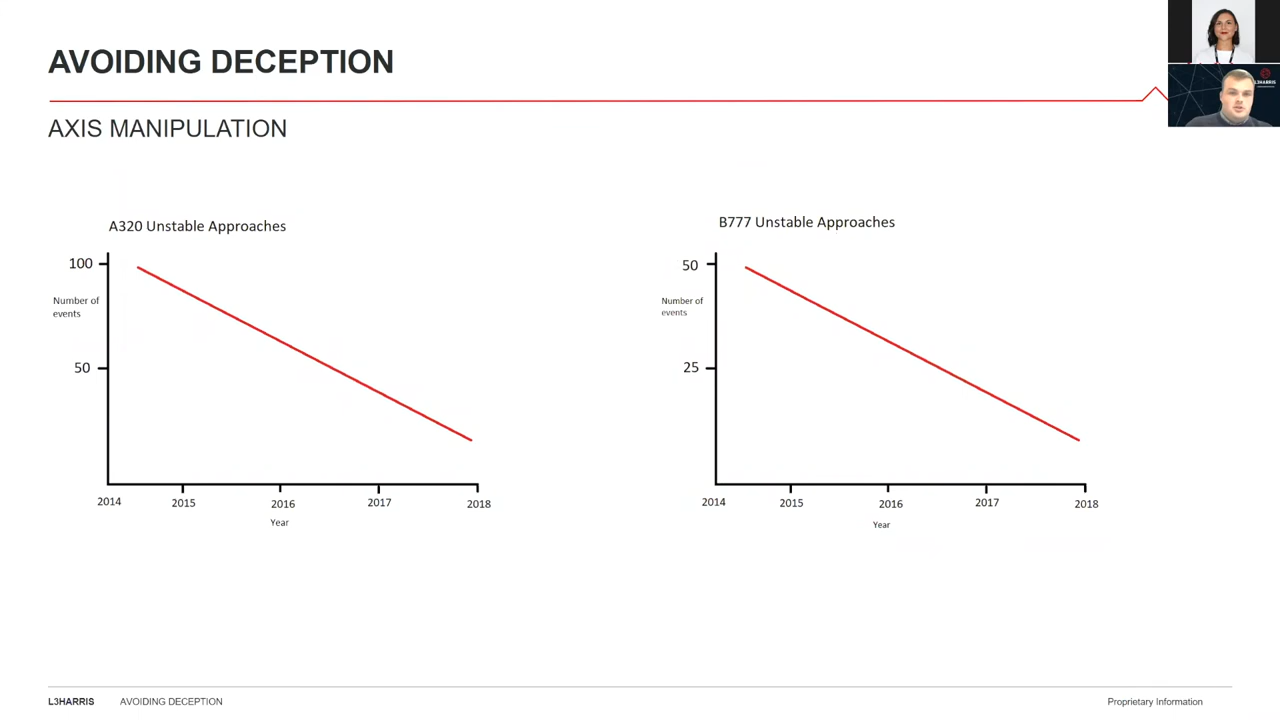 AVOIDING DECEPTION
L3HARRIS
AXIS MANIPULATION
A320 Unstable Approaches
100
Number of
events
50
2014
2015
2016
2017
2018
Year
B777 Unstable Approaches
50
Number of
events
25
2014
2015
2016
2017
2018
Year
L3HARRIS
AVOIDING DECEPTION
Proprietary Information